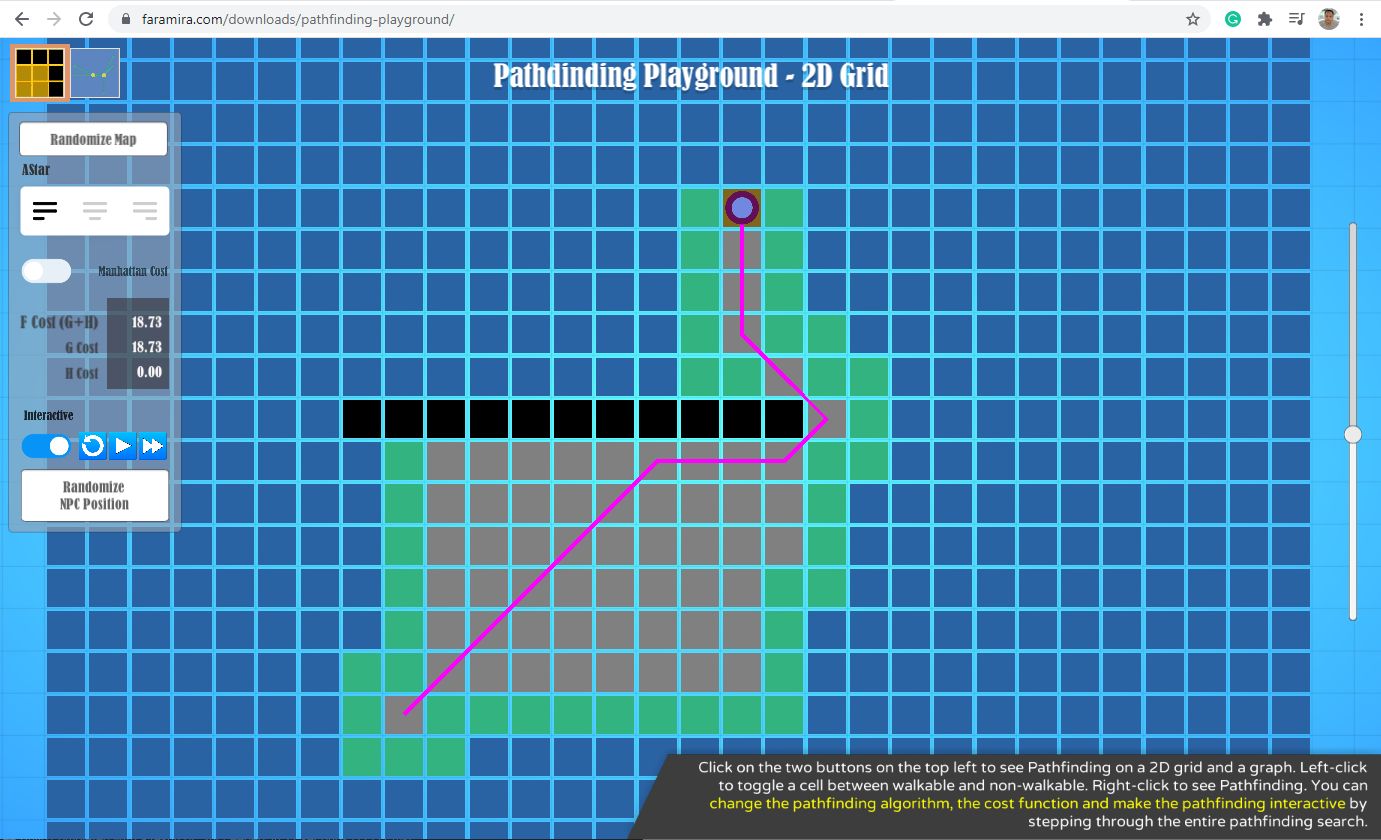 faramira.com/downloads/pathfinding-playground/
Pathdinding Playground - 2D Grid
Randomize Map
AStar
Manhattan Cost
F Cost (G+H) 18.73
G Cost 18.73
H Cost 0.00
Interactive
Randomize
NPC Position
Click on the two buttons on the top left to see Pathfinding on a 2D grid and a graph. Left-click
to toggle a cell between walkable and non-walkable. Right-click to see Pathfinding. You can
change the pathfinding algorithm, the cost function and make the pathfinding interactive by
stepping through the entire pathfinding search.